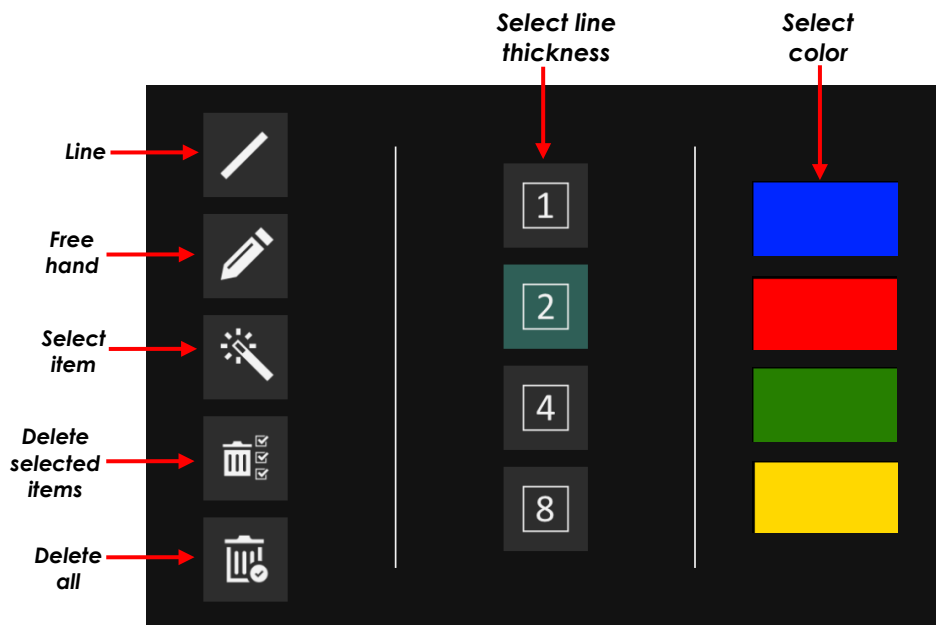 Select line
thickness
Select
color
Line
Free
hand
Select
item
Delete
selected
items
Delete
all
1
2
4
8